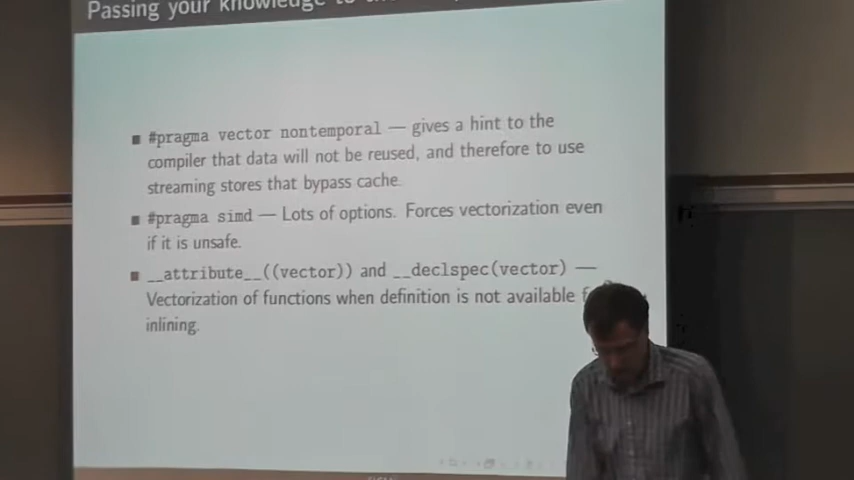 Passing your knowledge to
■ #pragma vector nontemporal — gives a hint to the
compiler that data will not be reused, and therefore to use
streaming stores that bypass cache.
■ #pragma simd — Lots of options. Forces vectorization even
if it is unsafe.
■ __attribute__((vector)) and __declspec(vector) —
Vectorization of functions when definition is not available
inlining.